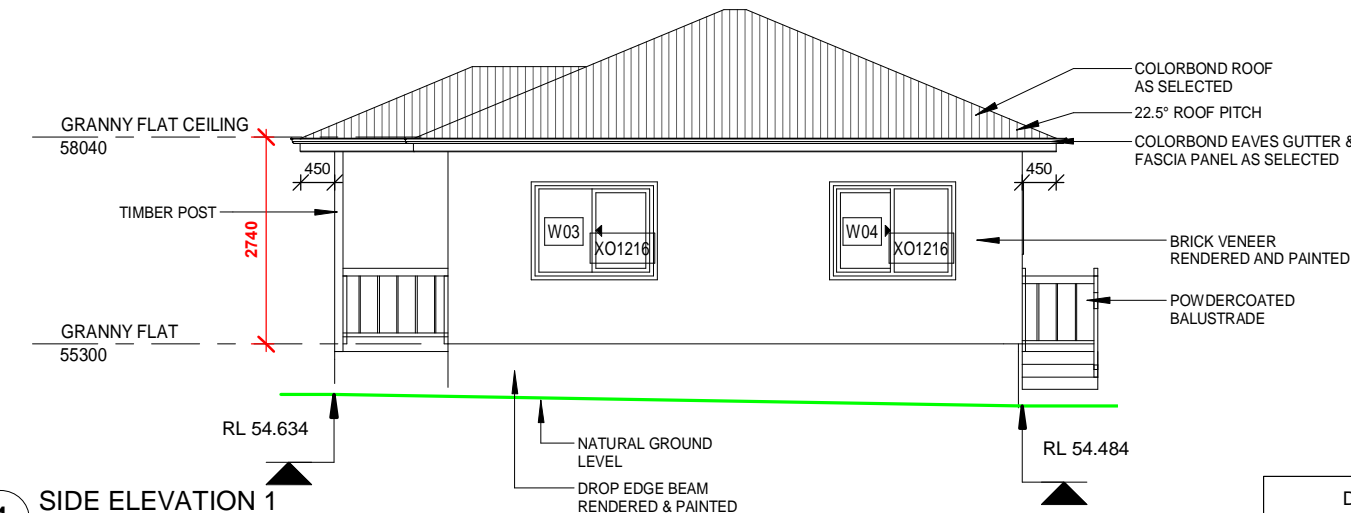 COLORBOND ROOF
AS SELECTED
22.5° ROOF PITCH
COLORBOND EAVES GUTTER &
FASCIA PANEL AS SELECTED
GRANNY FLAT CEILING
58040
450
450
TIMBER POST
2740
W03
XO1216
W04
XO1216
BRICK VENEER
RENDERED AND PAINTED
POWDERCOATED
BALUSTRADE
GRANNY FLAT
55300
RL 54.634
NATURAL GROUND
LEVEL
RL 54.484
DROP EDGE BEAM
RENDERED & PAINTED
SIDE ELEVATION 1